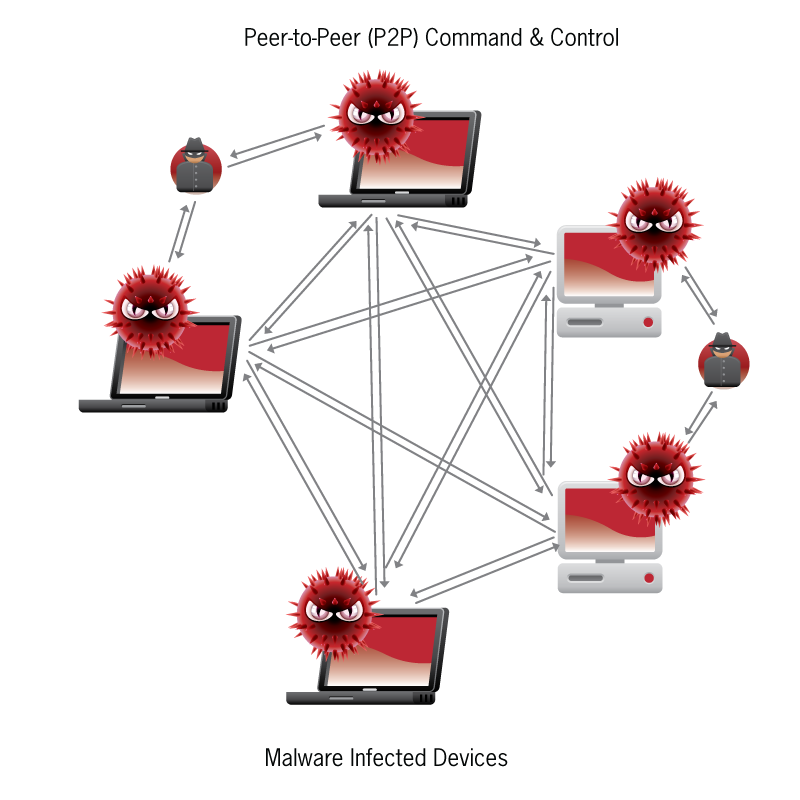 Peer-to-Peer (P2P) Command & Control
Malware Infected Devices